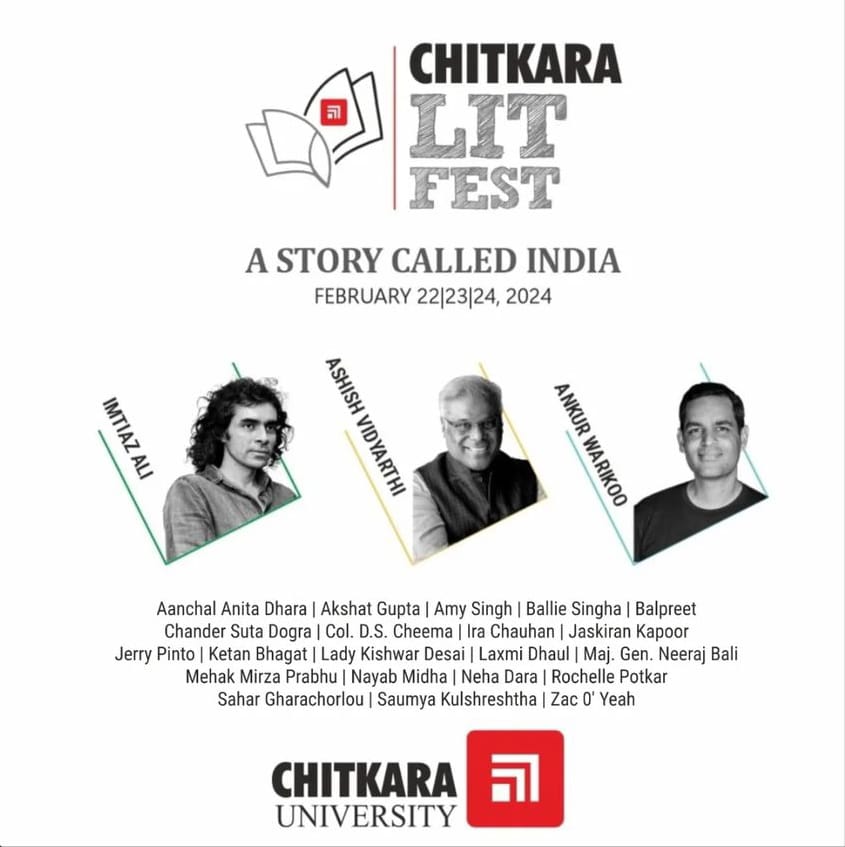 CHITKARA
LIT
FEST
A STORY CALLED INDIA
FEBRUARY 22|23|24, 2024
IMTIAZ ALI
ASHISH VIDYARTHI
ANKUR WARIKOO
Aanchal Anita Dhara | Akshat Gupta | Amy Singh | Ballie Singha | Balpreet
Chander Suta Dogra | Col. D.S. Cheema | Ira Chauhan | Jaskiran Kapoor
Jerry Pinto | Ketan Bhagat | Lady Kishwar Desai | Laxmi Dhaul | Maj. Gen. Neeraj Bali
Mehak Mirza Prabhu | Nayab Midha | Neha Dara | Rochelle Potkar
Sahar Gharachorlou | Saumya Kulshreshtha | Zac 0' Yeah
CHITKARA
UNIVERSITY